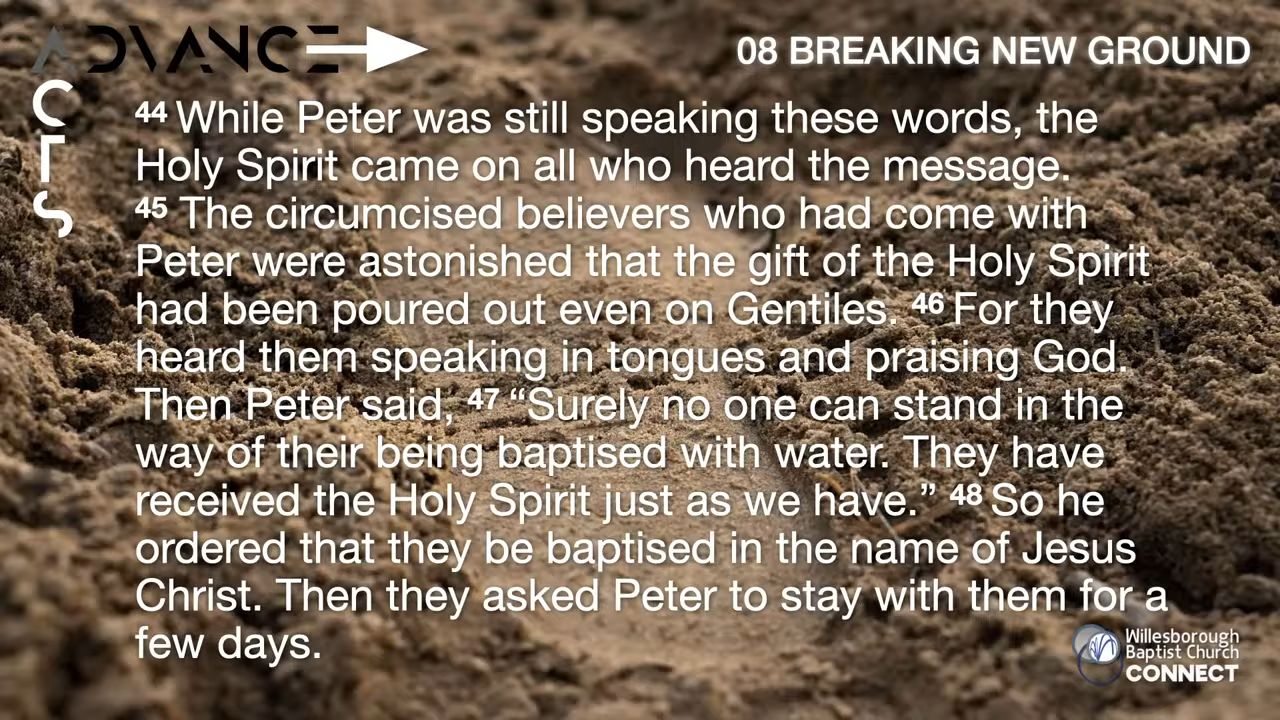 ADVANCE
ACTS
08 BREAKING NEW GROUND
44 While Peter was still speaking these words, the
Holy Spirit came on all who heard the message.
45 The circumcised believers who had come with
Peter were astonished that the gift of the Holy Spirit
had been poured out even on Gentiles. 46 For they
heard them speaking in tongues and praising God.
Then Peter said, 47 “Surely no one can stand in the
way of their being baptised with water. They have
received the Holy Spirit just as we have.” 48 So he
ordered that they be baptised in the name of Jesus
Christ. Then they asked Peter to stay with them for a
few days.
Willesborough
Baptist Church
CONNECT